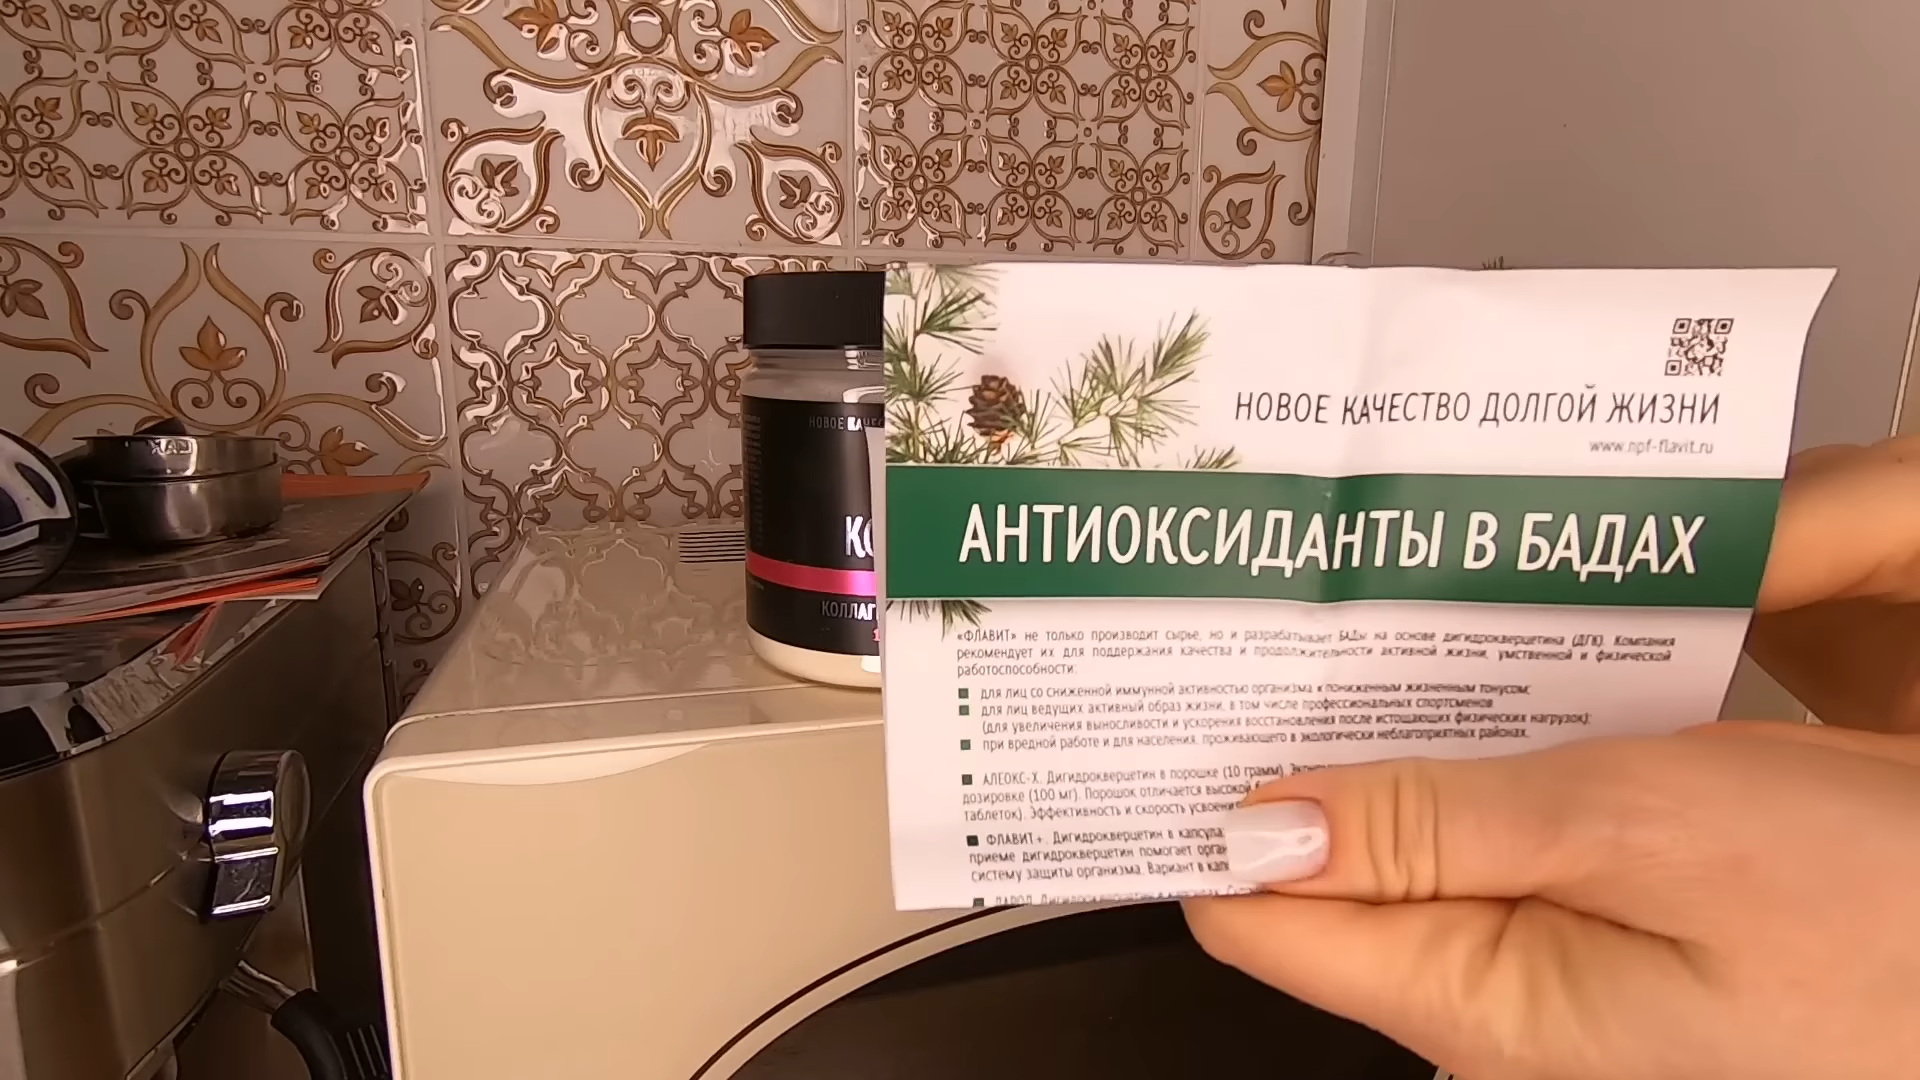 НОВОЕ КАЧЕС
КО
КОЛЛАГ
НОВОЕ КАЧЕСТВО ДОЛГОЙ ЖИЗНИ
www.npf-flavit.ru
АНТИОКСИДАНТЫ В БАДАХ
«ФЛАВИТ» не только производит сырье, но и разрабатывает БАДы на основе дигидрокверцетина (ДГК). Компания
рекомендует их для поддержания качества и продолжительности активной жизни, умственной и физической
работоспособности:
для лиц со сниженной иммунной активностью организма и пониженным жизненным тонусом;
для лиц ведущих активный образ жизни, в том числе профессиональных спортсменов
(для увеличения выносливости и ускорения восстановления после истощающих физических нагрузок);
при вредной работе и для населения, проживающего в экологически неблагоприятных районах.
АЛЕОКС-Х. Дигидрокверцетин в порошке (10 грамм).
дозировке (100 мг). Порошок отличается высокой
таблеток). Эффективность и скорость усвоения
ФЛАВИТ+. Дигидрокверцетин в капсула
приеме дигидрокверцетин помогает орга
систему защиты организма. Вариант в кап